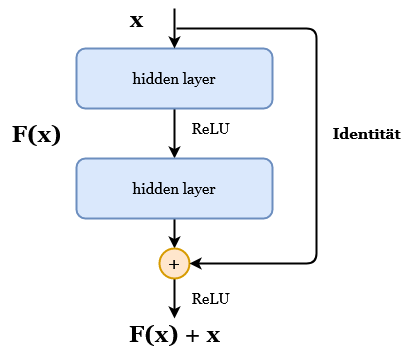 x
hidden layer
ReLU
F(x)
Identität
hidden layer
+
ReLU
F(x) + x